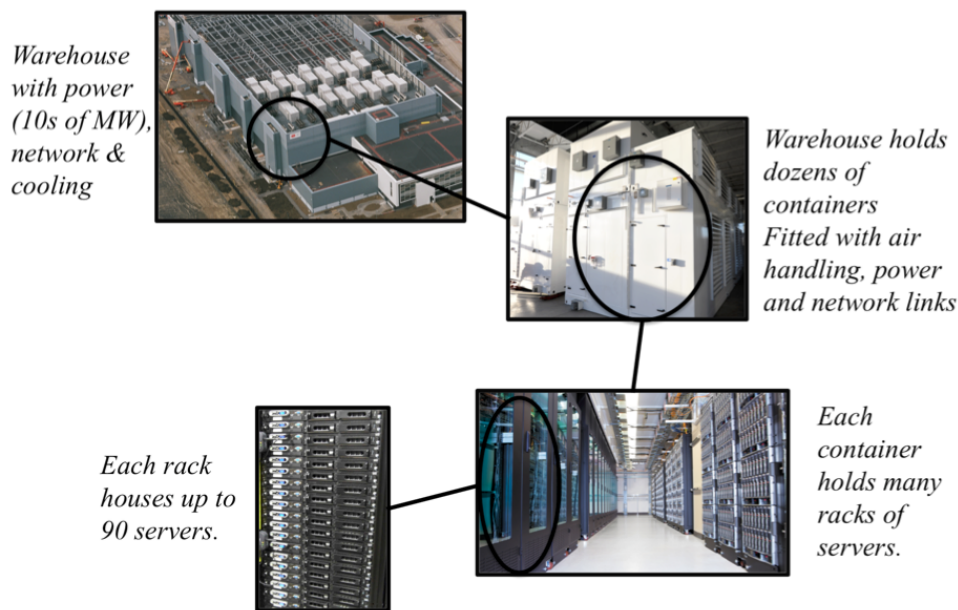 Warehouse
with power
(10s of MW),
network &
cooling
Warehouse holds
dozens of
containers
Fitted with air
handling, power
and network links
Each
container
holds many
racks of
servers.
Each rack
houses up to
90 servers.